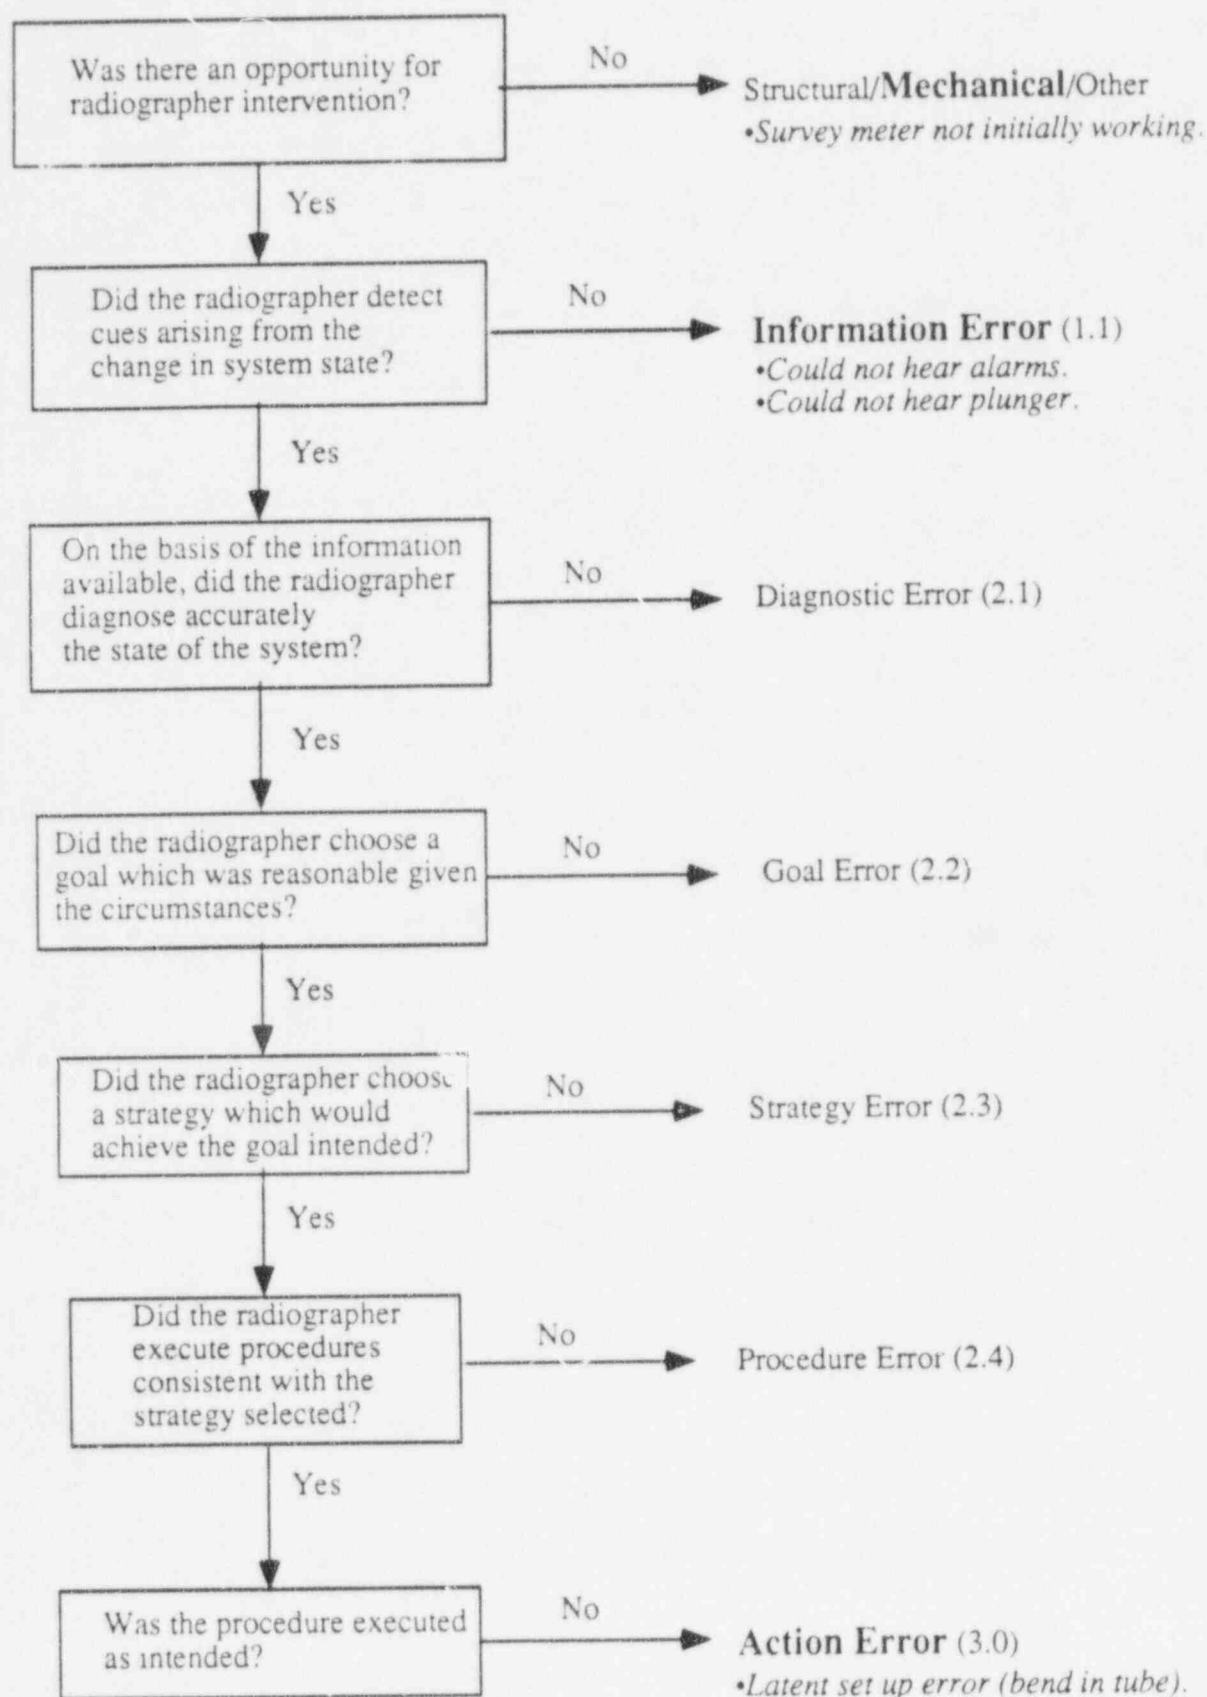 Was there an opportunity for
radiographer intervention?
No
Structural/Mechanical/Other
•Survey meter not initially working.
Yes
Did the radiographer detect
cues arising from the
change in system state?
No
Information Error (1.1)
•Could not hear alarms.
•Could not hear plunger.
Yes
On the basis of the information
available, did the radiographer
diagnose accurately
the state of the system?
No
Diagnostic Error (2.1)
Yes
Did the radiographer choose a
goal which was reasonable given
the circumstances?
No
Goal Error (2.2)
Yes
Did the radiographer choose
a strategy which would
achieve the goal intended?
No
Strategy Error (2.3)
Yes
Did the radiographer
execute procedures
consistent with the
strategy selected?
No
Procedure Error (2.4)
Yes
Was the procedure executed
as intended?
No
Action Error (3.0)
•Latent set up error (bend in tube).